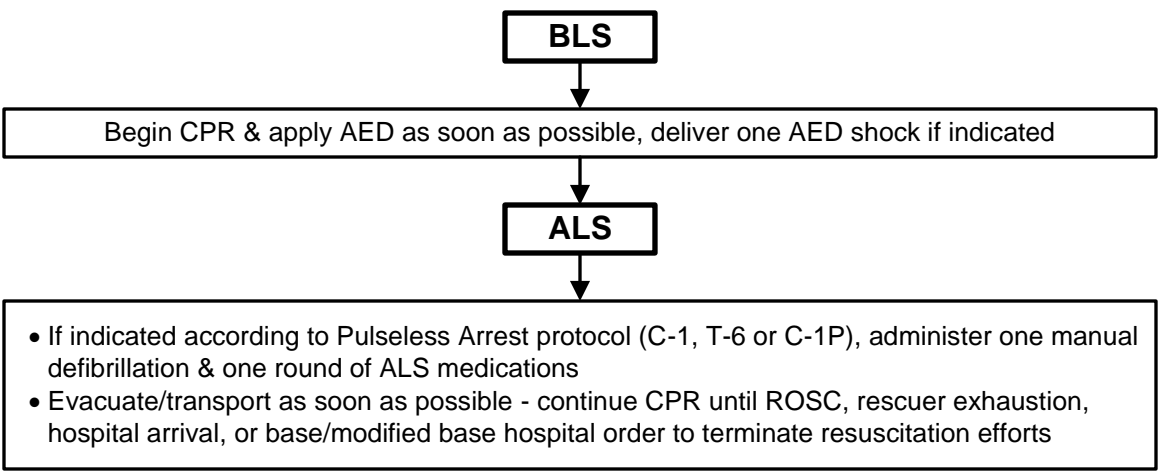 BLS
Begin CPR & apply AED as soon as possible, deliver one AED shock if indicated
ALS
• If indicated according to Pulseless Arrest protocol (C-1, T-6 or C-1P), administer one manual
defibrillation & one round of ALS medications
• Evacuate/transport as soon as possible - continue CPR until ROSC, rescuer exhaustion,
hospital arrival, or base/modified base hospital order to terminate resuscitation efforts